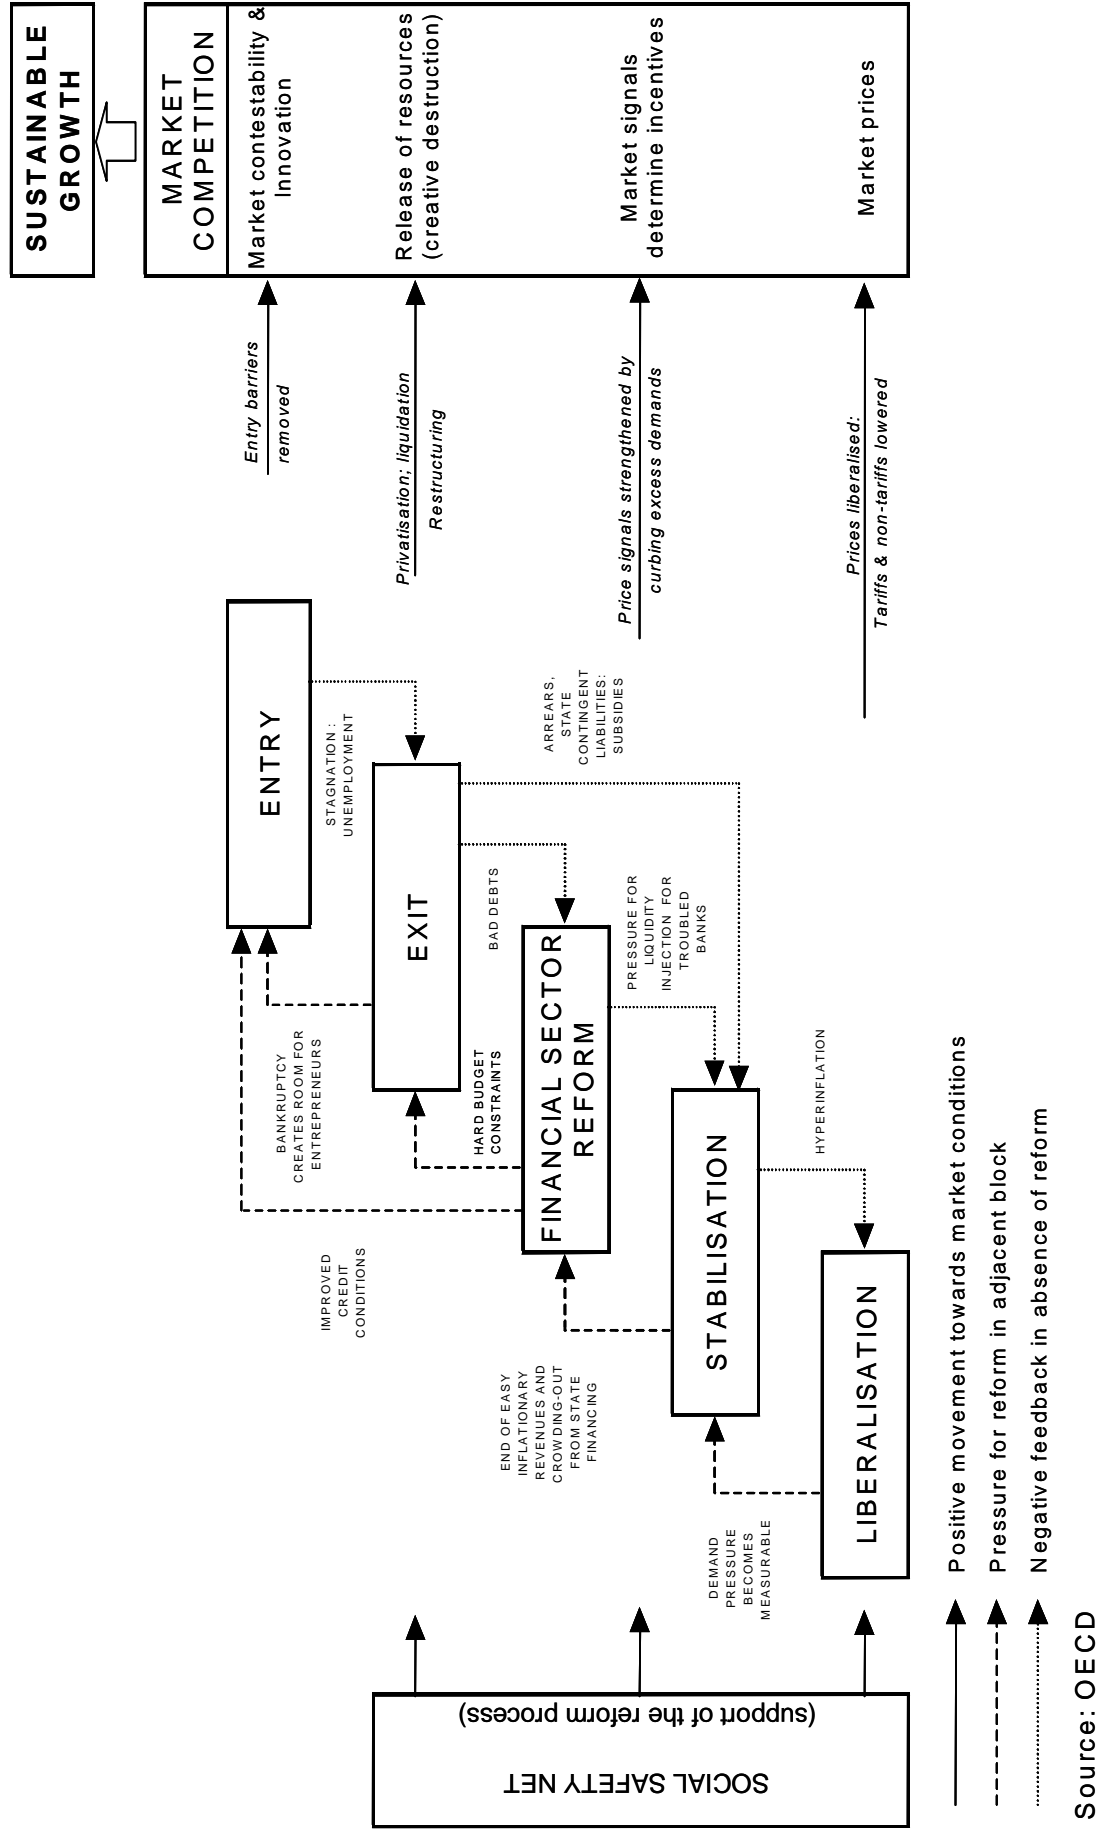 SUSTAINABLE
GROWTH
MARKET
COMPETITION
Market contestability &
Innovation
Release of resources
(creative destruction)
Market signals
determine incentives
Market prices
Entry barriers
removed
Privatisation; liquidation
Restructuring
Price signals strengthened by
curbing excess demands
Prices liberalised:
Tariffs & non-tariffs lowered
ENTRY
STAGNATION :
UNEMPLOYMENT
EXIT
ARREARS,
STATE
CONTINGENT
LIABILITIES:
SUBSIDIES
BANKRUPTCY
CREATES ROOM FOR
ENTREPRENEURS
BAD DEBTS
HARD BUDGET
CONSTRAINTS
FINANCIAL SECTOR
REFORM
PRESSURE FOR
LIQUIDITY
INJECTION FOR
TROUBLED
BANKS
IMPROVED
CREDIT
CONDITIONS
STABILISATION
HYPERINFLATION
END OF EASY
INFLATIONARY
REVENUES AND
CROWDING-OUT
FROM STATE
FINANCING
LIBERALISATION
DEMAND
PRESSURE
BECOMES
MEASURABLE
SOCIAL SAFETY NET
(support of the reform process)
Positive movement towards market conditions
Pressure for reform in adjacent block
Negative feedback in absence of reform
Source: OECD